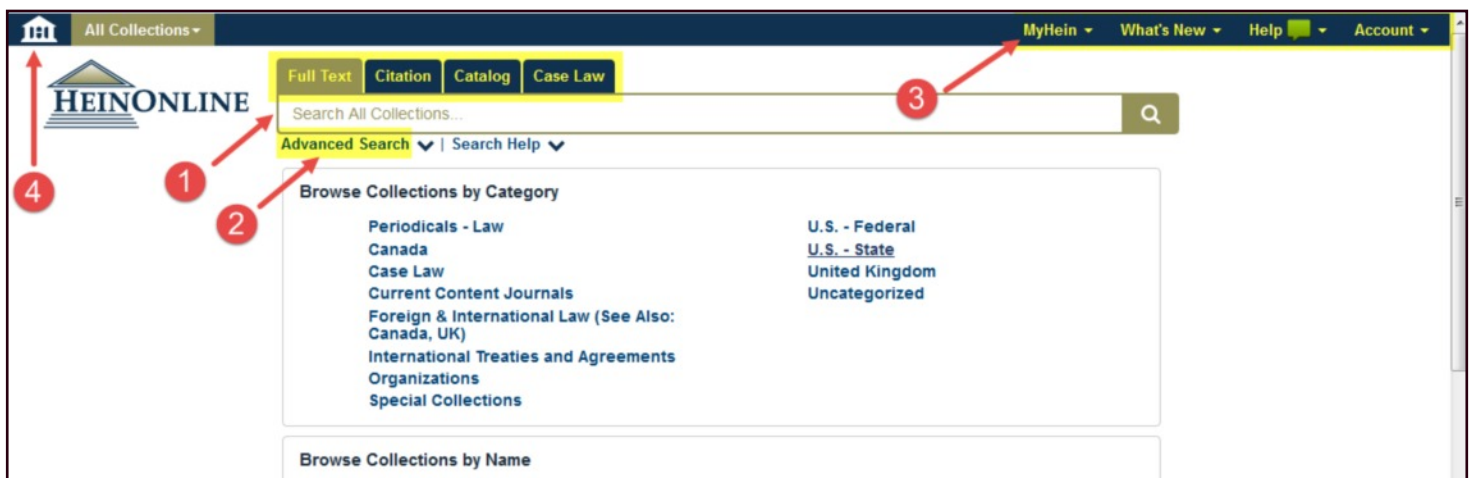 All Collections
MyHein
What's New
Help
Account
HEINONLINE
Full Text
Citation
Catalog
Case Law
Search All Collections...
Advanced Search | Search Help
1
2
3
4
Browse Collections by Category
Periodicals - Law
Canada
Case Law
Current Content Journals
Foreign & International Law (See Also:
Canada, UK)
International Treaties and Agreements
Organizations
Special Collections
U.S. - Federal
U.S. - State
United Kingdom
Uncategorized
Browse Collections by Name